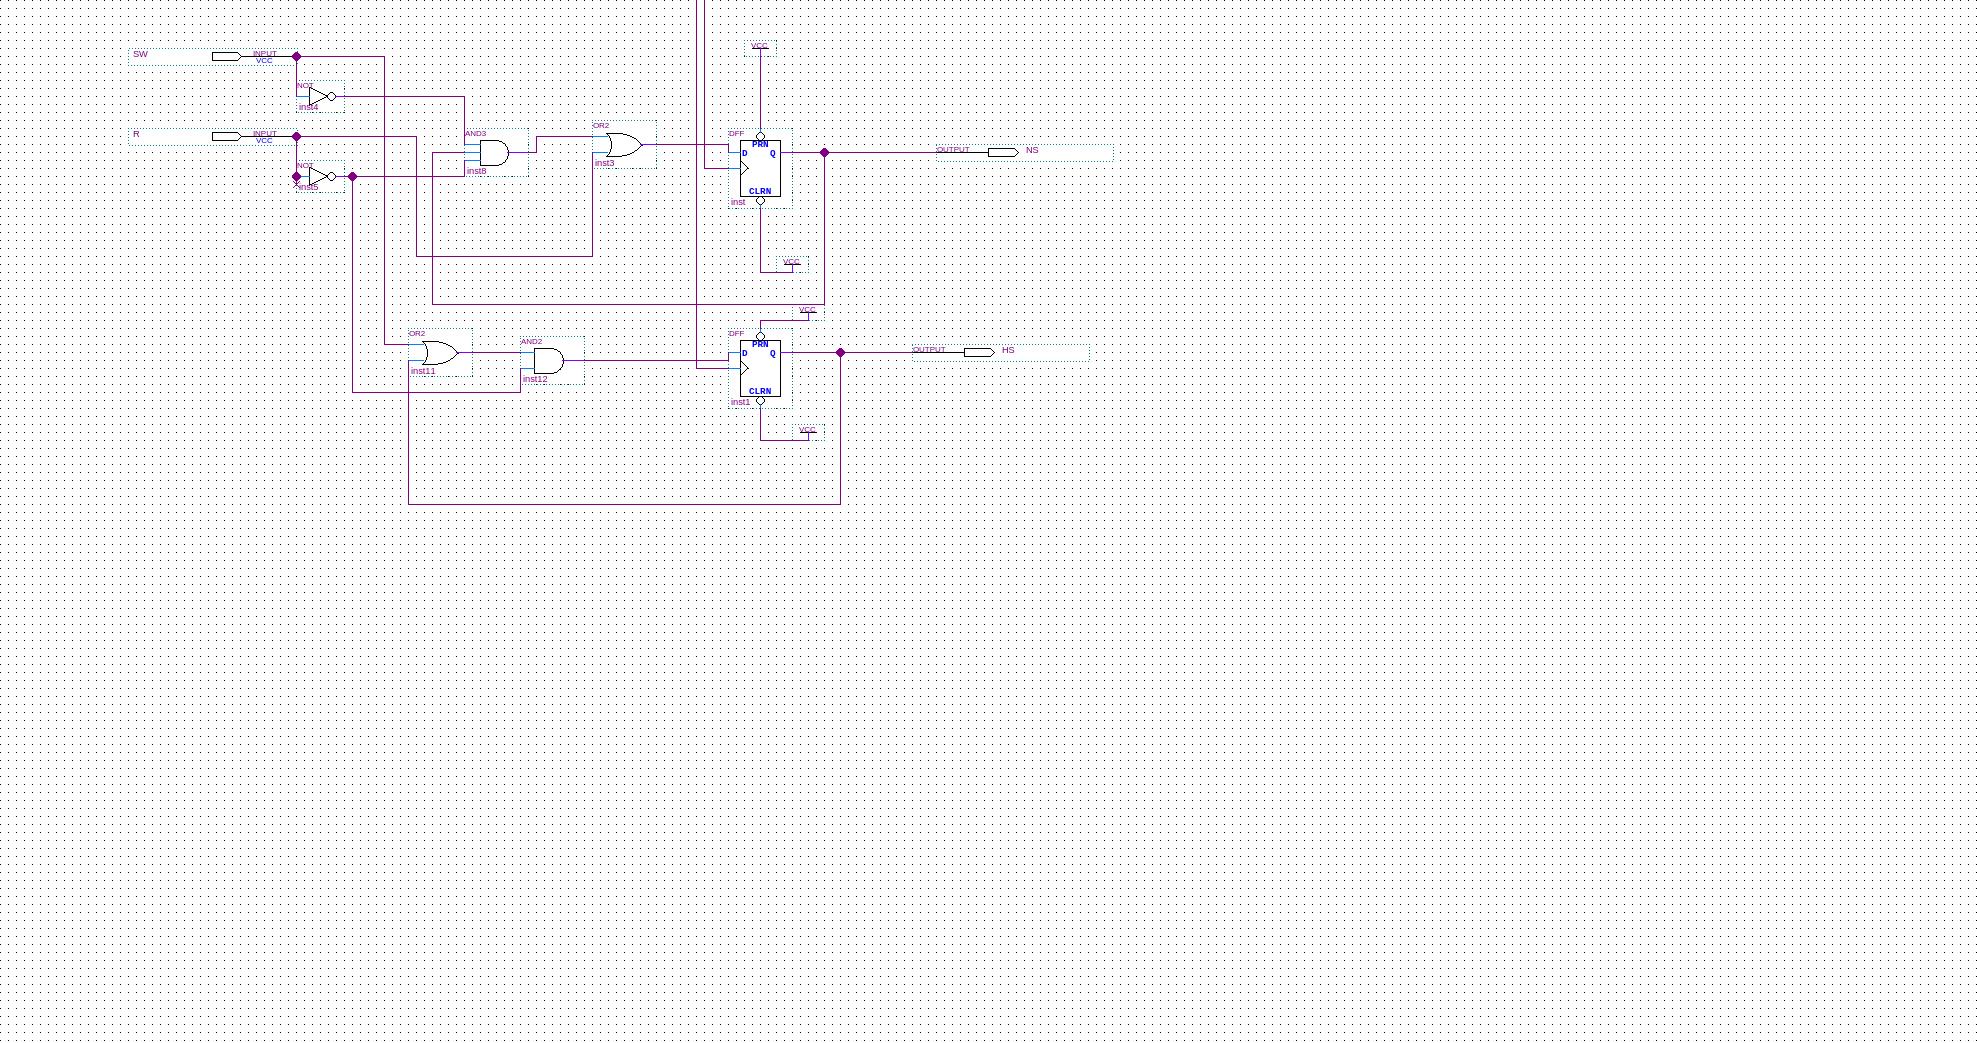 VCC
SW INPUT
VCC
NOT
inst4
R INPUT
VCC
NOT
inst5
AND3
inst8
OR2
inst3
DFF
PRN
D Q
CLRN
inst
OUTPUT NS
VCC
VCC
OR2
inst11
AND2
inst12
DFF
PRN
D Q
CLRN
inst1
OUTPUT HS
VCC